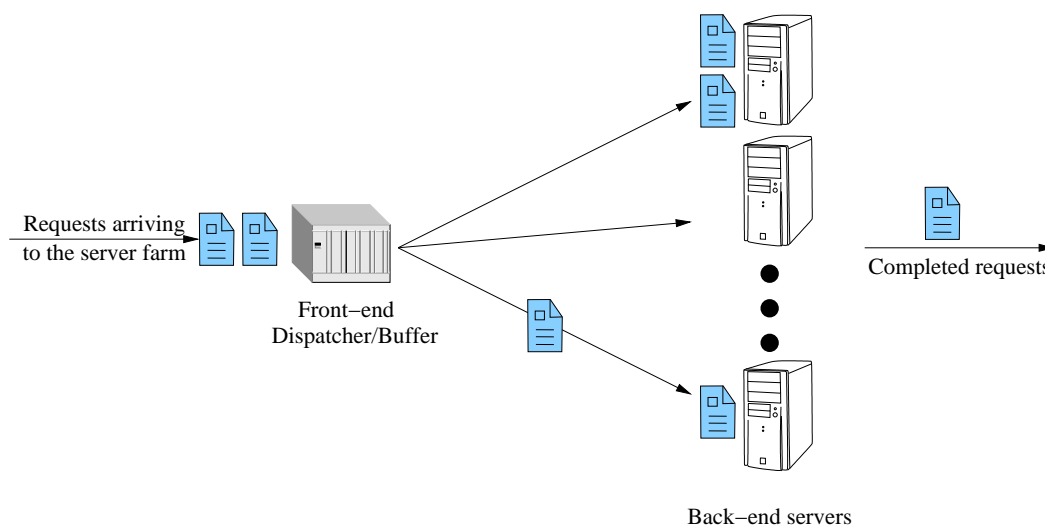 Requests arriving
to the server farm
Front−end
Dispatcher/Buffer
Completed requests
Back−end servers